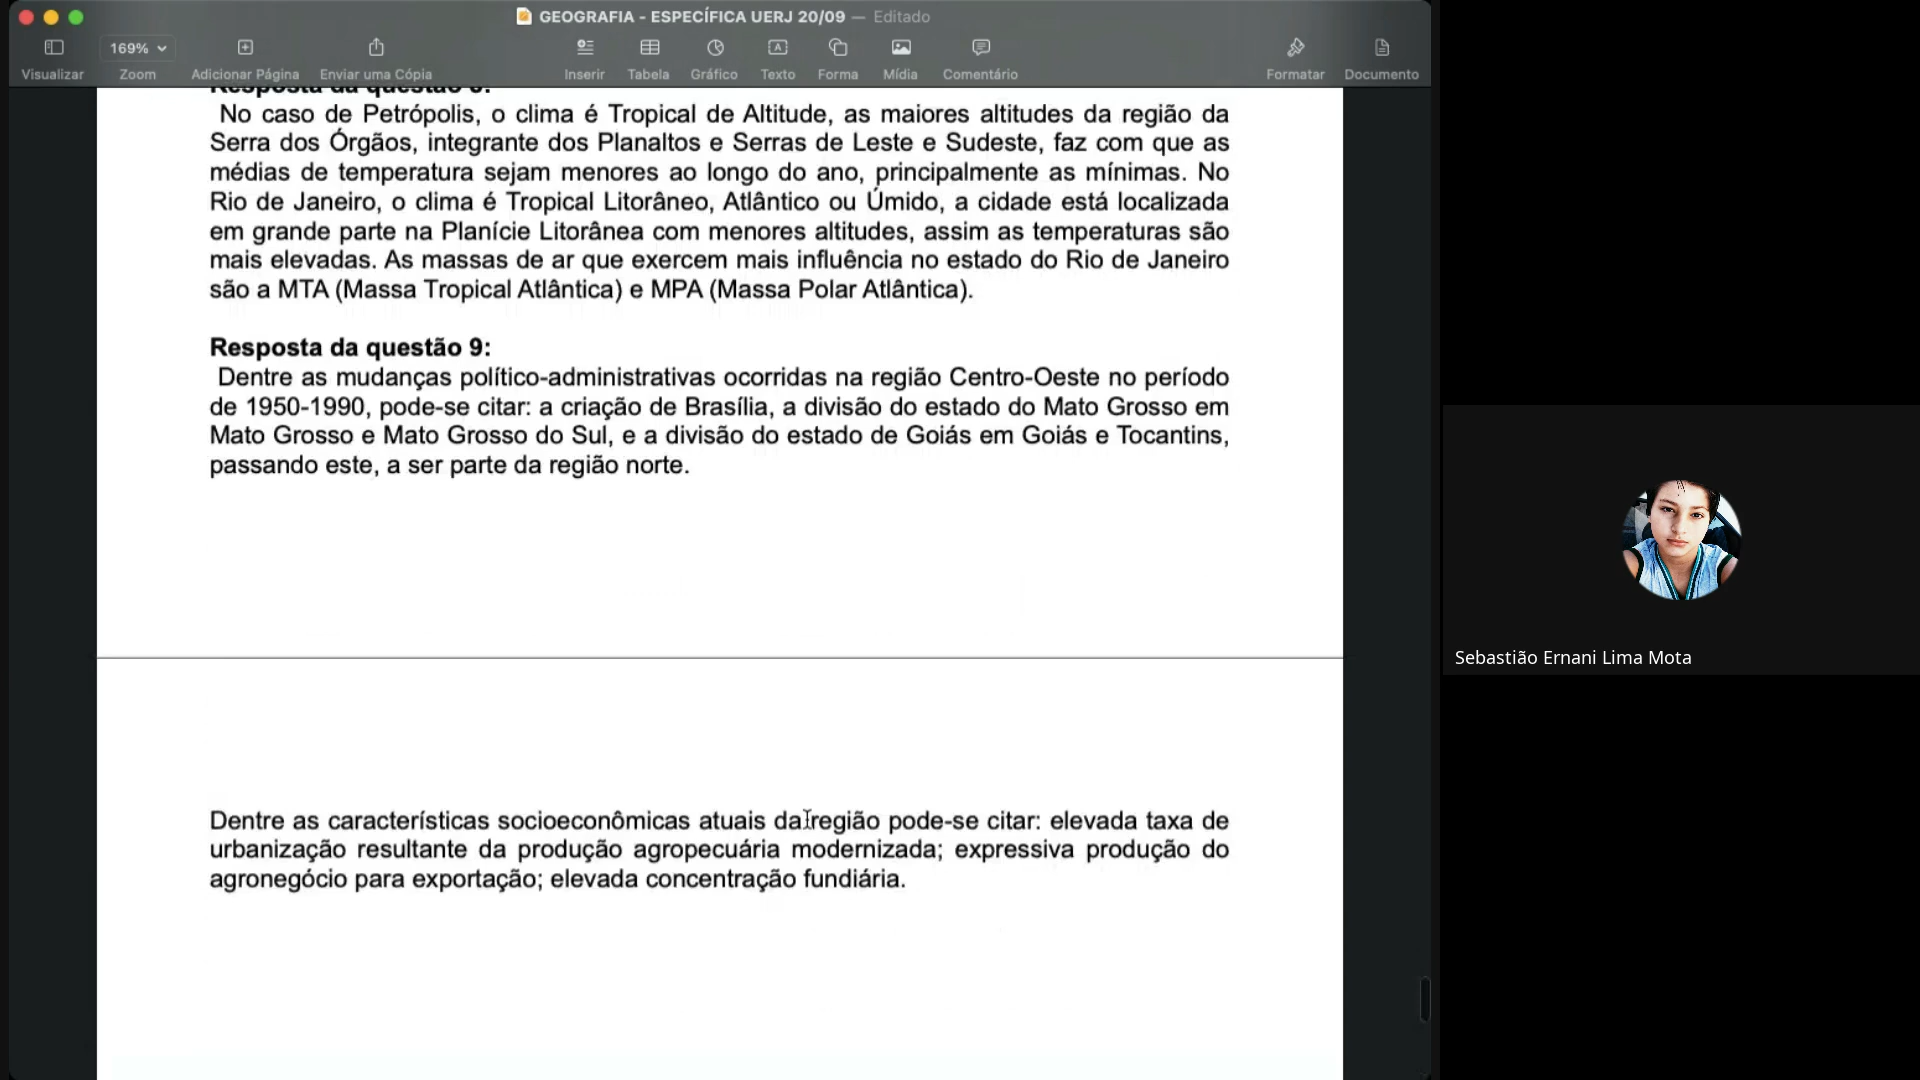 GEOGRAFIA - ESPECÍFICA UERJ 20/09 — Editado
169%
Visualizar Zoom Adicionar Página Enviar uma Cópia Inserir Tabela Gráfico Texto Forma Mídia Comentário Formatar Documento
Resposta da questão
No caso de Petrópolis, o clima é Tropical de Altitude, as maiores altitudes da região da
Serra dos Órgãos, integrante dos Planaltos e Serras de Leste e Sudeste, faz com que as
médias de temperatura sejam menores ao longo do ano, principalmente as mínimas. No
Rio de Janeiro, o clima é Tropical Litorâneo, Atlântico ou Úmido, a cidade está localizada
em grande parte na Planície Litorânea com menores altitudes, assim as temperaturas são
mais elevadas. As massas de ar que exercem mais influência no estado do Rio de Janeiro
são a MTA (Massa Tropical Atlântica) e MPA (Massa Polar Atlântica).
Resposta da questão 9:
Dentre as mudanças político-administrativas ocorridas na região Centro-Oeste no período
de 1950-1990, pode-se citar: a criação de Brasília, a divisão do estado do Mato Grosso em
Mato Grosso e Mato Grosso do Sul, e a divisão do estado de Goiás em Goiás e Tocantins,
passando este, a ser parte da região norte.
Dentre as características socioeconômicas atuais da região pode-se citar: elevada taxa de
urbanização resultante da produção agropecuária modernizada; expressiva produção do
agronegócio para exportação; elevada concentração fundiária.
Sebastião Ernani Lima Mota